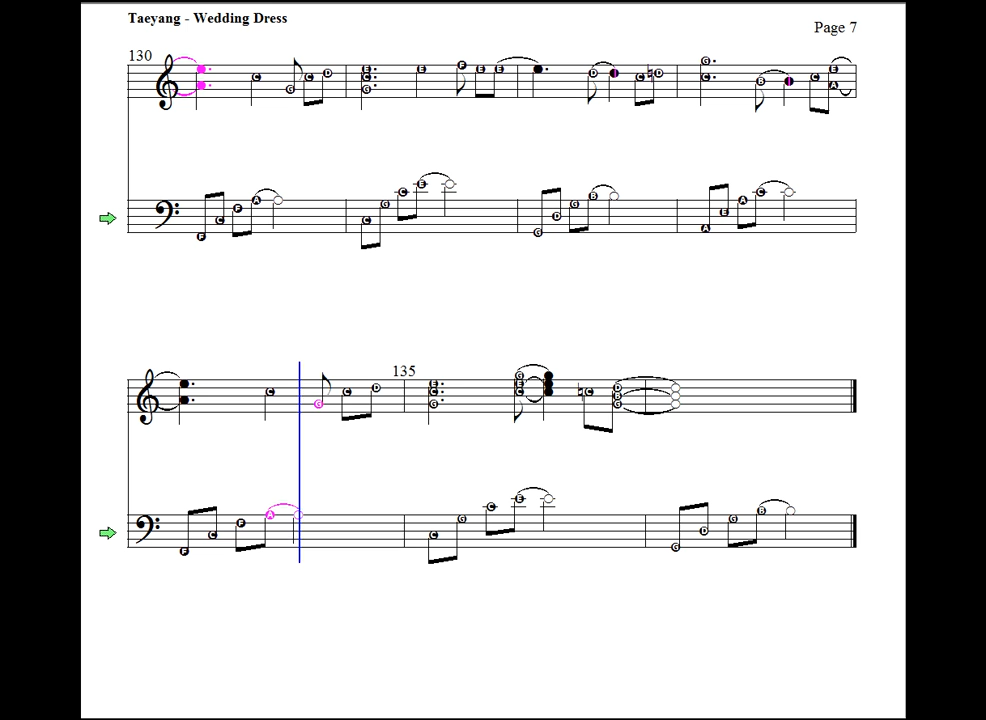 Taeyang - Wedding Dress
Page 7
130
C G C D E C G E F E E D C D G C B C E A
F C F A C G C E G D G B A E A C
135
C G C D E C G G E C C D B G
F C F A C G C E G D G B